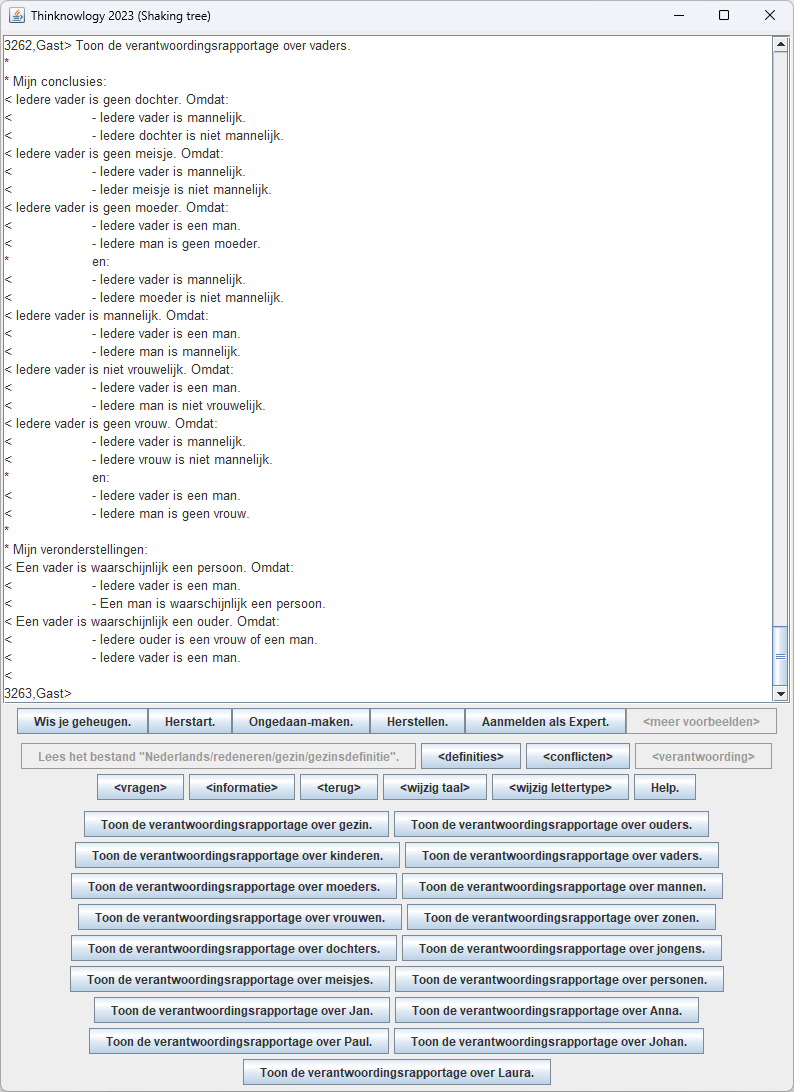 Thinknowlogy 2023 (Shaking tree)
3262,Gast> Toon de verantwoordingsrapportage over vaders.
*
* Mijn conclusies:
< Iedere vader is geen dochter. Omdat:
< - Iedere vader is mannelijk.
< - Iedere dochter is niet mannelijk.
< Iedere vader is geen meisje. Omdat:
< - Iedere vader is mannelijk.
< - Ieder meisje is niet mannelijk.
< Iedere vader is geen moeder. Omdat:
< - Iedere vader is een man.
< - Iedere man is geen moeder.
* en:
< - Iedere vader is mannelijk.
< - Iedere moeder is niet mannelijk.
< Iedere vader is mannelijk. Omdat:
< - Iedere vader is een man.
< - Iedere man is mannelijk.
< Iedere vader is niet vrouwelijk. Omdat:
< - Iedere vader is een man.
< - Iedere man is niet vrouwelijk.
< Iedere vader is geen vrouw. Omdat:
< - Iedere vader is mannelijk.
< - Iedere vrouw is niet mannelijk.
* en:
< - Iedere vader is een man.
< - Iedere man is geen vrouw.
*
* Mijn veronderstellingen:
< Een vader is waarschijnlijk een persoon. Omdat:
< - Iedere vader is een man.
< - Een man is waarschijnlijk een persoon.
< Een vader is waarschijnlijk een ouder. Omdat:
< - Iedere ouder is een vrouw of een man.
< - Iedere vader is een man.
<
3263,Gast>
Wis je geheugen. Herstart. Ongedaan-maken. Herstellen. Aanmelden als Expert. <meer voorbeelden>
Lees het bestand "Nederlands/redeneren/gezin/gezinsdefinitie". <definities> <conflicten> <verantwoording>
<vragen> <informatie> <terug> <wijzig taal> <wijzig lettertype> Help.
Toon de verantwoordingsrapportage over gezin. Toon de verantwoordingsrapportage over ouders.
Toon de verantwoordingsrapportage over kinderen. Toon de verantwoordingsrapportage over vaders.
Toon de verantwoordingsrapportage over moeders. Toon de verantwoordingsrapportage over mannen.
Toon de verantwoordingsrapportage over vrouwen. Toon de verantwoordingsrapportage over zonen.
Toon de verantwoordingsrapportage over dochters. Toon de verantwoordingsrapportage over jongens.
Toon de verantwoordingsrapportage over meisjes. Toon de verantwoordingsrapportage over personen.
Toon de verantwoordingsrapportage over Jan. Toon de verantwoordingsrapportage over Anna.
Toon de verantwoordingsrapportage over Paul. Toon de verantwoordingsrapportage over Johan.
Toon de verantwoordingsrapportage over Laura.